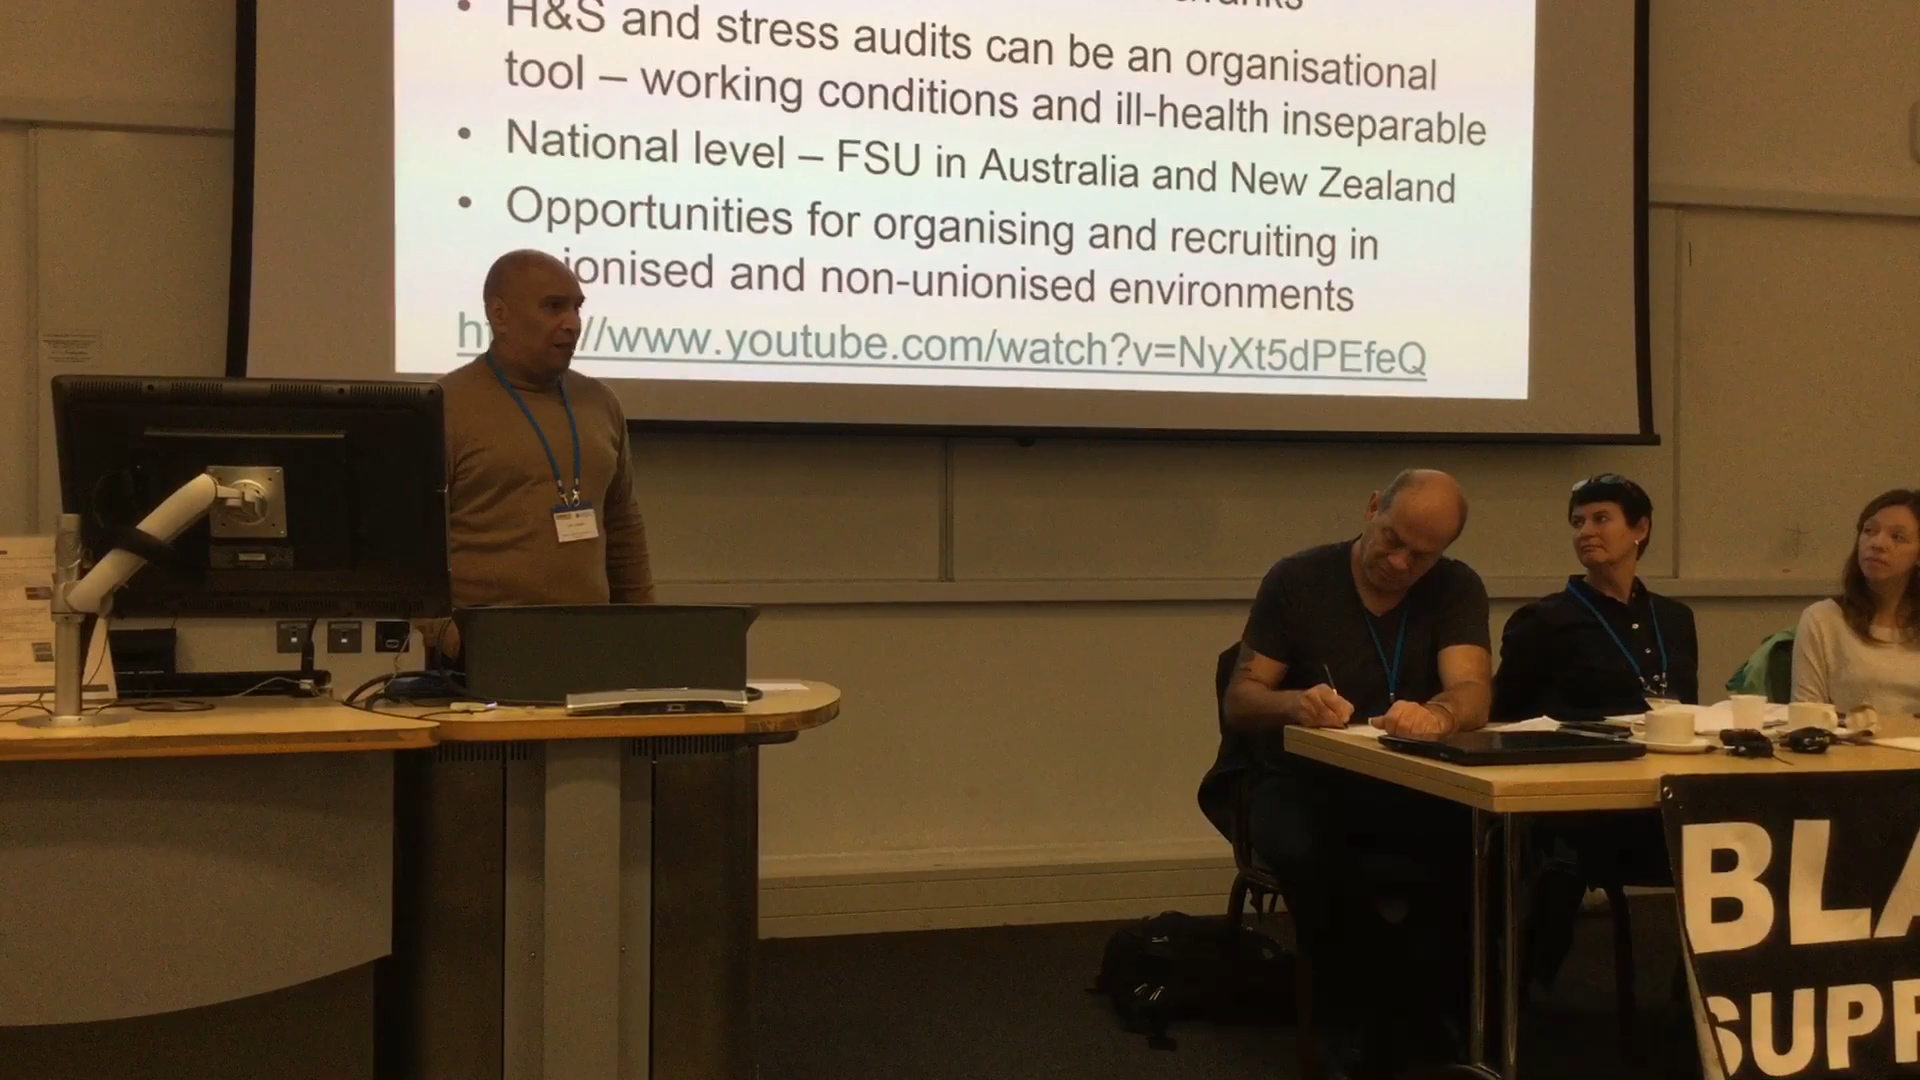 H&S and stress audits can be an organisational
tool – working conditions and ill-health inseparable
National level – FSU in Australia and New Zealand
Opportunities for organising and recruiting in
ionised and non-unionised environments
h //www.youtube.com/watch?v=NyXt5dPEfeQ
BLA
SUPP